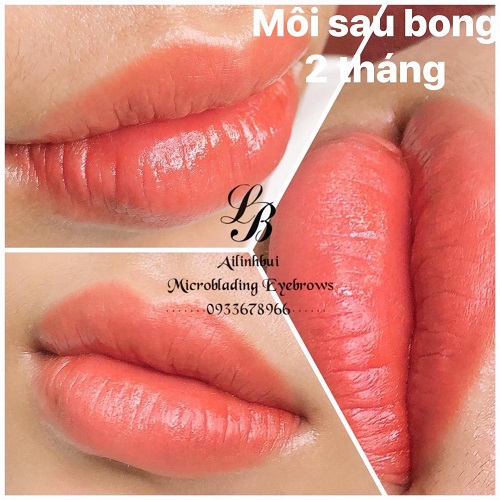 Môi sau bong
2 tháng
LB
Ailinhbui
Microblading Eyebrows
......0933678966......